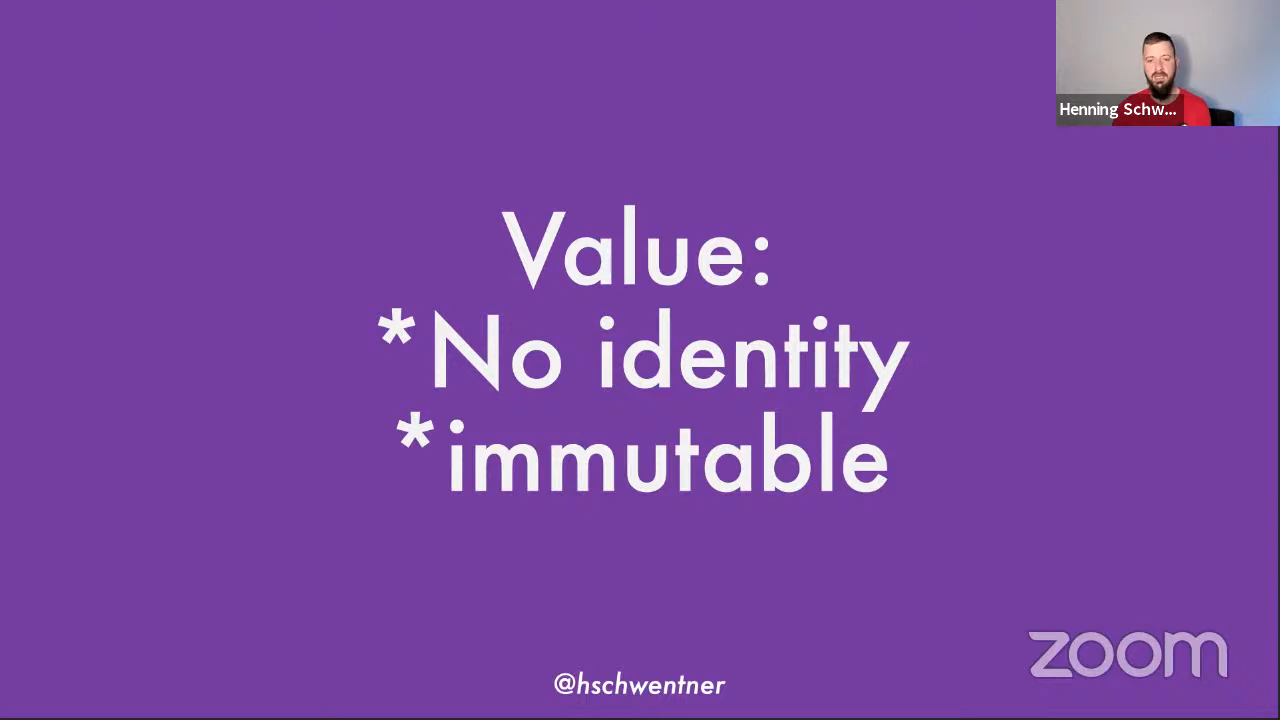 Henning Schw...
Value:
*No identity
*immutable
zoom
@hschwentner